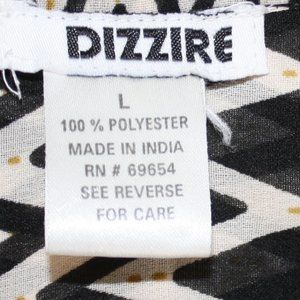 DIZZIRE
L
100 % POLYESTER
MADE IN INDIA
RN # 69654
SEE REVERSE
FOR CARE